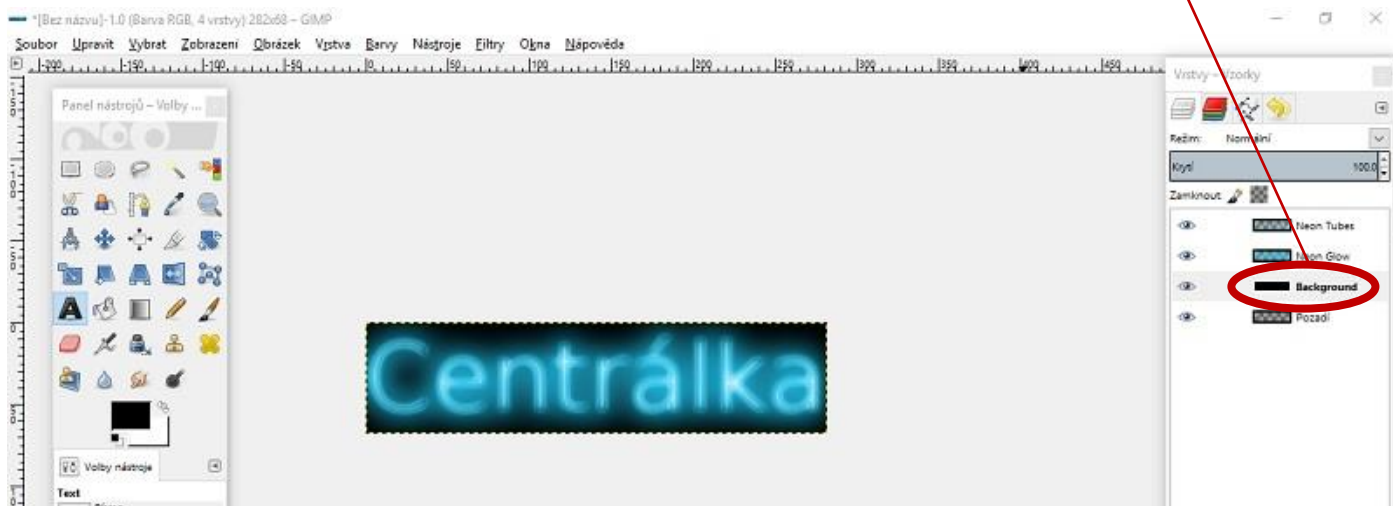 *[Bez názvu]-1.0 (Barva RGB, 4 vrstvy) 282x68 – GIMP
Soubor Upravit Vybrat Zobrazení Obrázek Vrstva Barvy Nástroje Filtry Okna Nápověda
Vrstvy – Vzorky
Panel nástrojů – Volby ...
Režim: Normální
Krytí 100.0
Zamknout:
Neon Tubes
Neon Glow
Background
Pozadí
Centrálka
Volby nástroje
Text